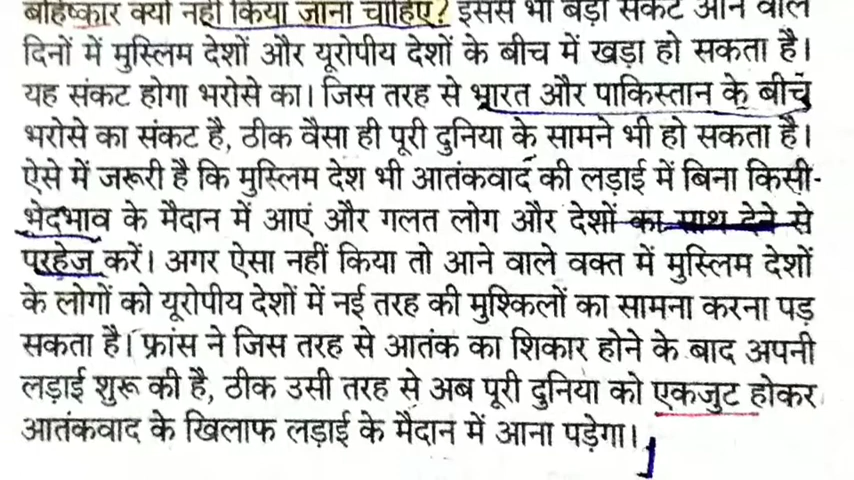 बहिष्कार क्यों नहीं किया जाना चाहिए? इससे भी बड़ा संकट आने वाले
दिनों में मुस्लिम देशों और यूरोपीय देशों के बीच में खड़ा हो सकता है।
यह संकट होगा भरोसे का। जिस तरह से भारत और पाकिस्तान के बीच
भरोसे का संकट है, ठीक वैसा ही पूरी दुनिया के सामने भी हो सकता है।
ऐसे में जरूरी है कि मुस्लिम देश भी आतंकवाद की लड़ाई में बिना किसी
भेदभाव के मैदान में आएं और गलत लोग और देशों का साथ देने से
परहेज करें। अगर ऐसा नहीं किया तो आने वाले वक्त में मुस्लिम देशों
के लोगों को यूरोपीय देशों में नई तरह की मुश्किलों का सामना करना पड़
सकता है। फ्रांस ने जिस तरह से आतंक का शिकार होने के बाद अपनी
लड़ाई शुरू की है, ठीक उसी तरह से अब पूरी दुनिया को एकजुट होकर
आतंकवाद के खिलाफ लड़ाई के मैदान में आना पड़ेगा।